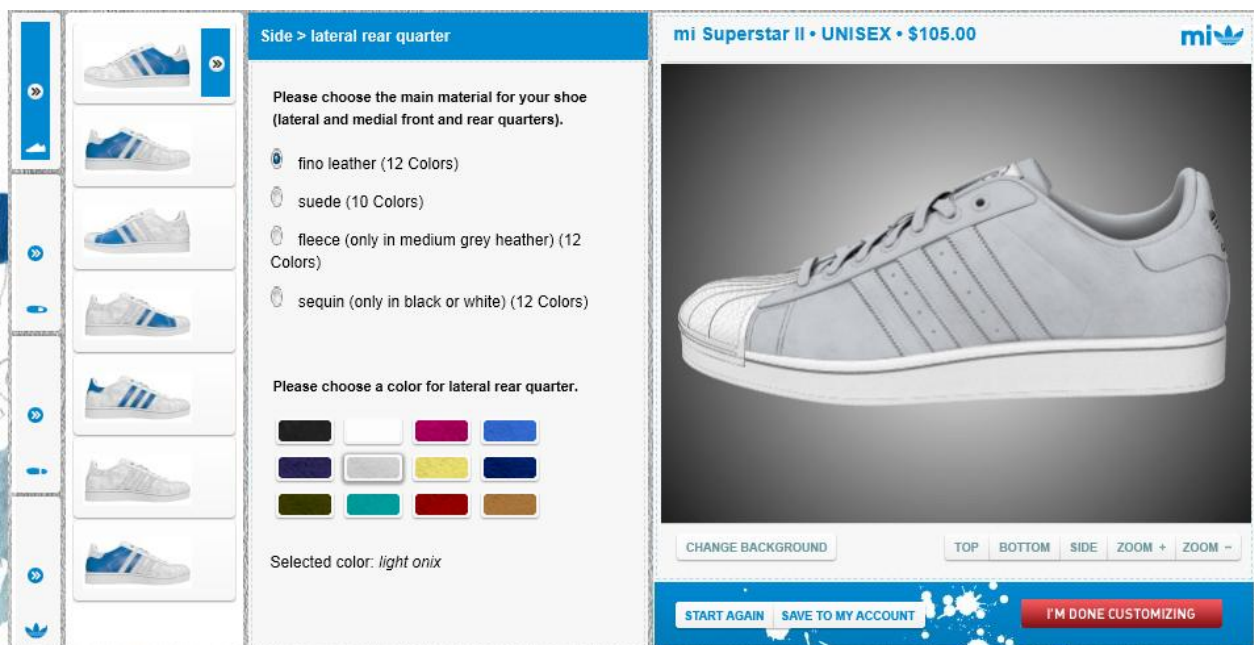 Side > lateral rear quarter
Please choose the main material for your shoe
(lateral and medial front and rear quarters).
fino leather (12 Colors)
suede (10 Colors)
fleece (only in medium grey heather) (12
Colors)
sequin (only in black or white) (12 Colors)
Please choose a color for lateral rear quarter.
Selected color: light onix
mi Superstar II • UNISEX • $105.00
mi
CHANGE BACKGROUND
TOP BOTTOM SIDE ZOOM + ZOOM −
START AGAIN SAVE TO MY ACCOUNT
I'M DONE CUSTOMIZING